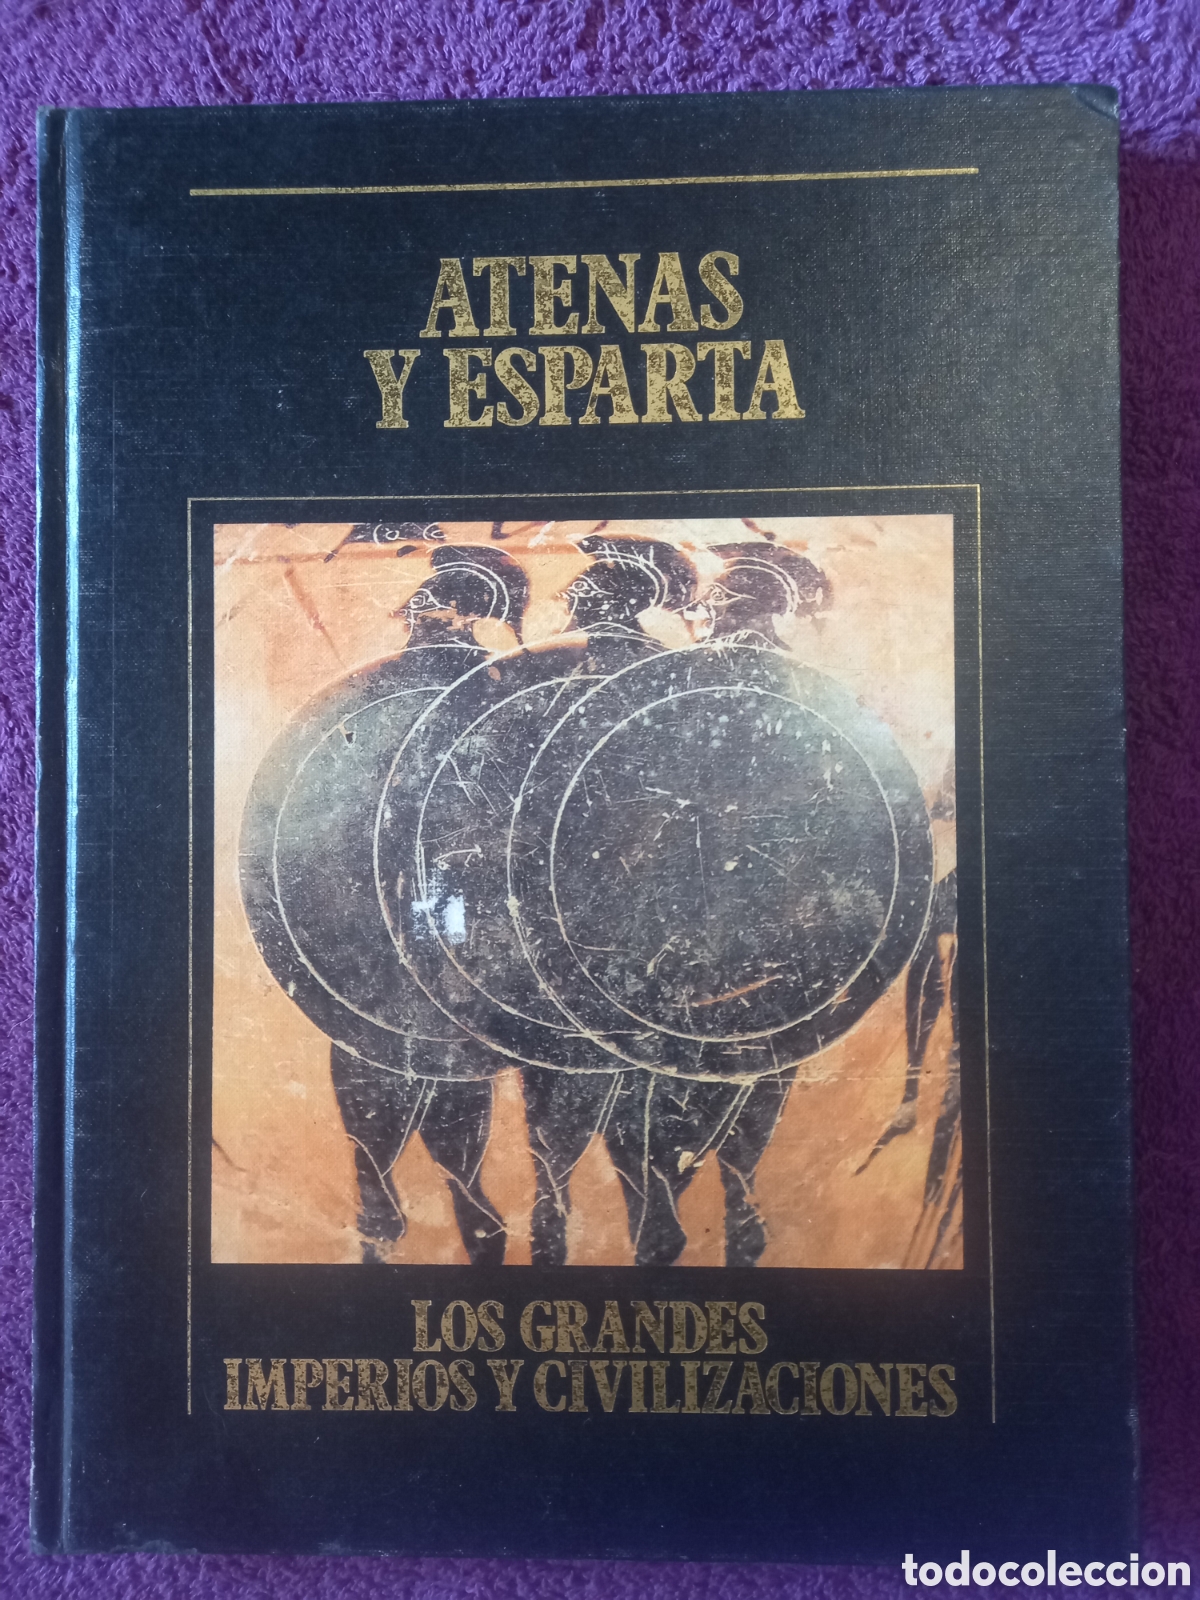 ATENAS
Y ESPARTA
LOS GRANDES
IMPERIOS Y CIVILIZACIONES
todocoleccion